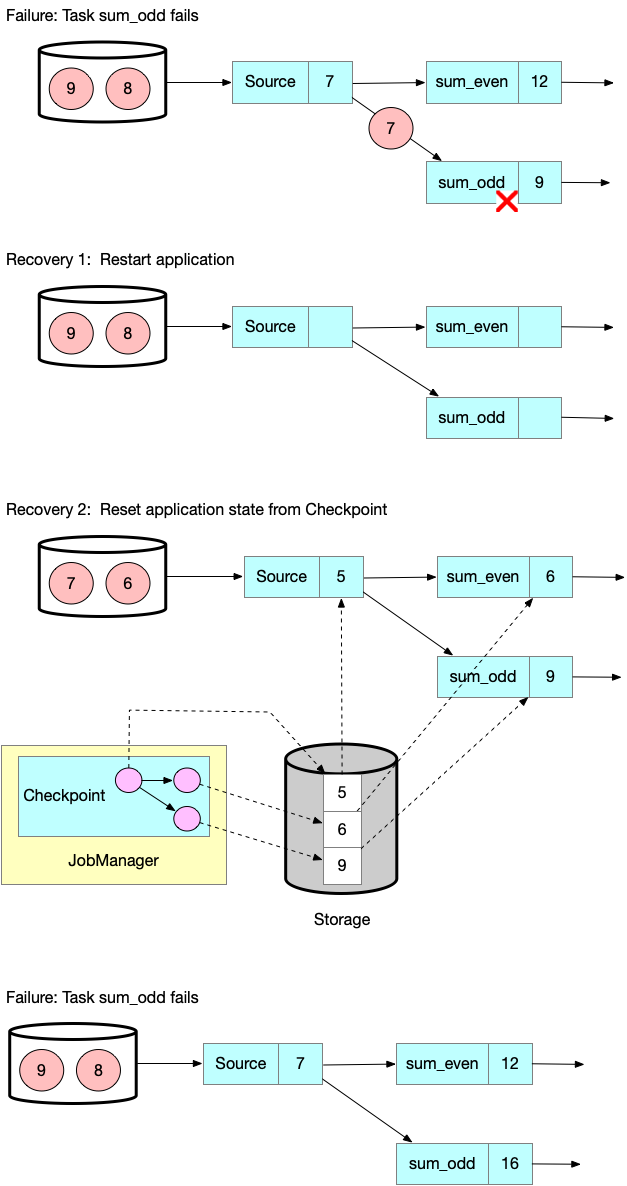 Failure: Task sum_odd fails
9 8 Source 7 sum_even 12
7
sum_odd 9
Recovery 1:  Restart application
9 8 Source sum_even
sum_odd
Recovery 2:  Reset application state from Checkpoint
7 6 Source 5 sum_even 6
sum_odd 9
5
Checkpoint
6
JobManager
9
Storage
Failure: Task sum_odd fails
9 8 Source 7 sum_even 12
sum_odd 16